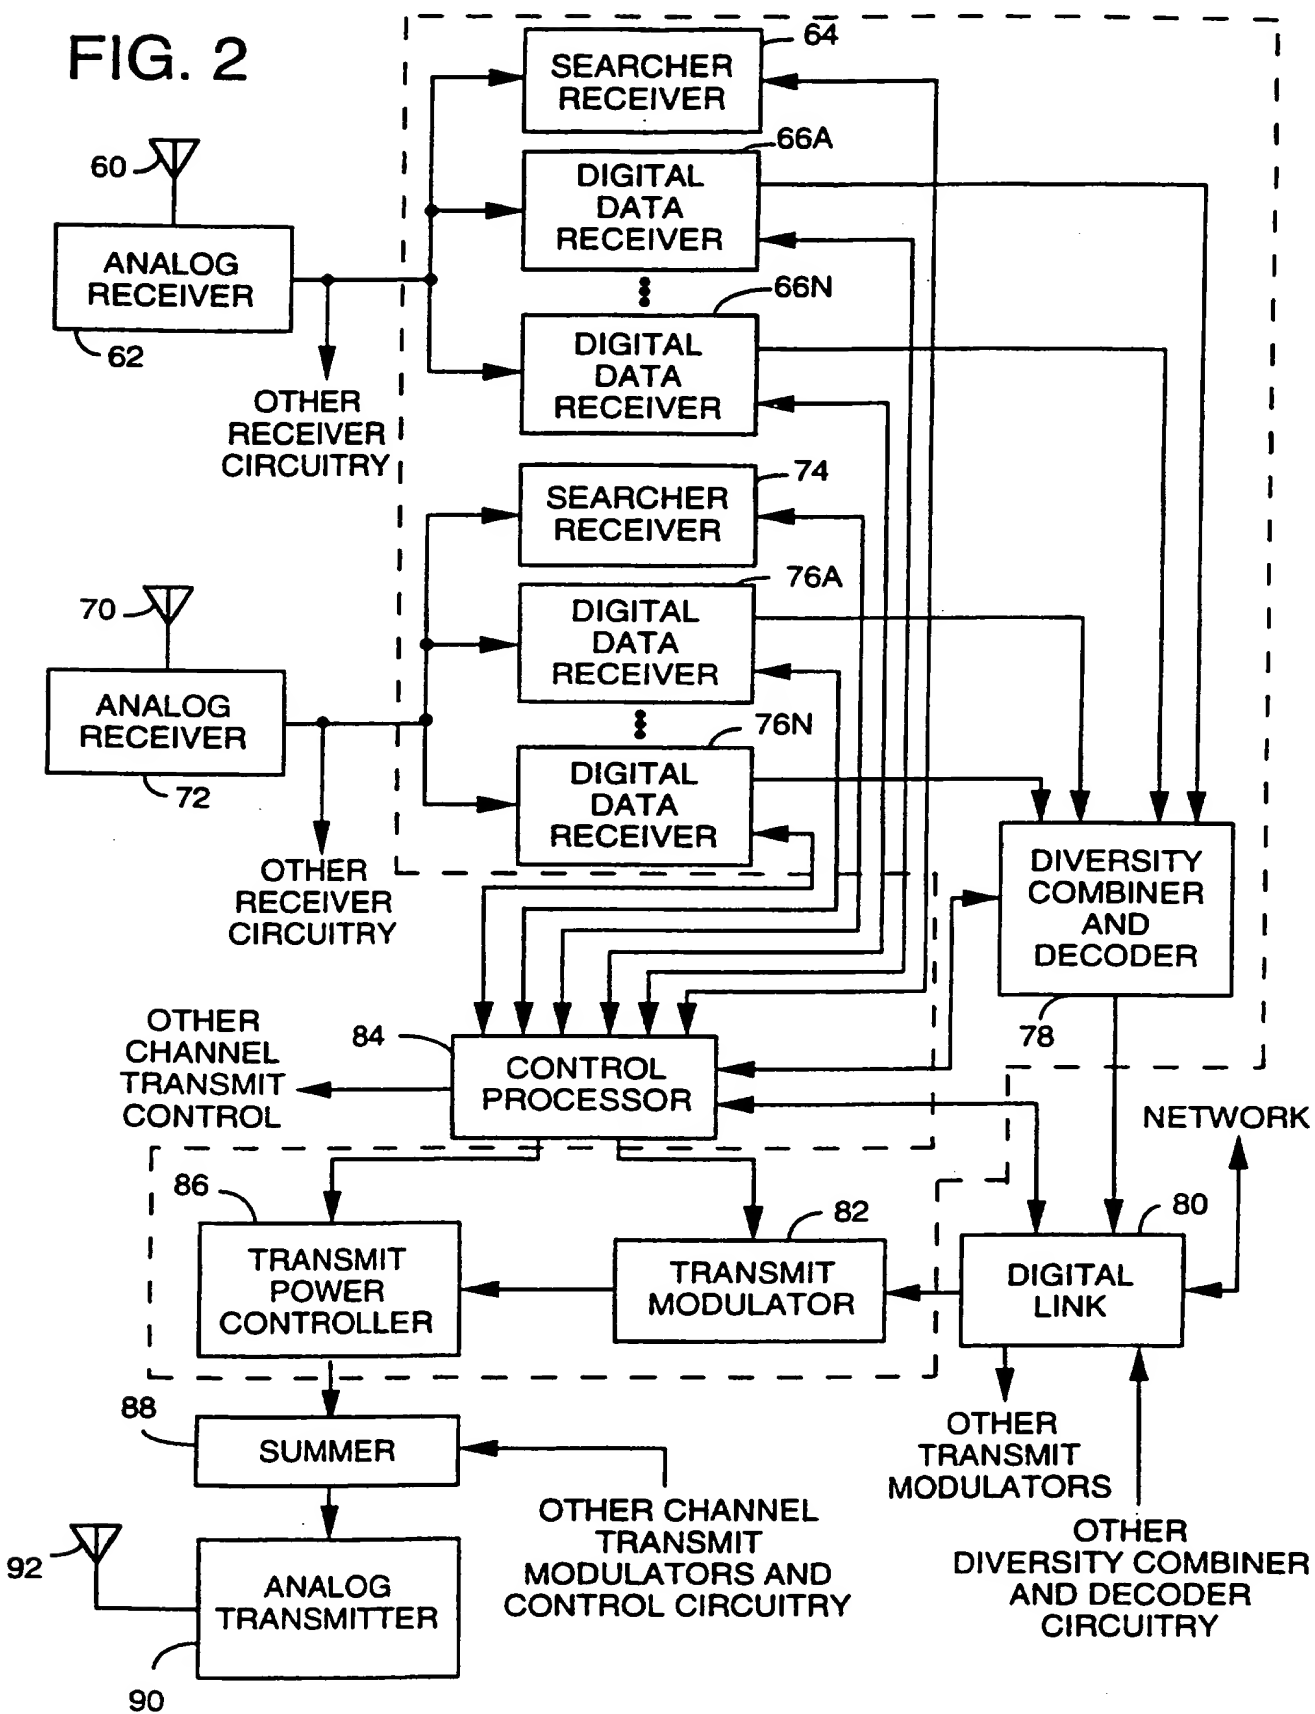 FIG. 2
64
SEARCHER
RECEIVER
66A
DIGITAL
DATA
RECEIVER
60
ANALOG
RECEIVER
62
66N
DIGITAL
DATA
RECEIVER
OTHER
RECEIVER
CIRCUITRY
74
SEARCHER
RECEIVER
76A
DIGITAL
DATA
RECEIVER
70
ANALOG
RECEIVER
72
76N
DIGITAL
DATA
RECEIVER
OTHER
RECEIVER
CIRCUITRY
DIVERSITY
COMBINER
AND
DECODER
78
OTHER
CHANNEL
TRANSMIT
CONTROL
84
CONTROL
PROCESSOR
NETWORK
86
TRANSMIT
POWER
CONTROLLER
82
TRANSMIT
MODULATOR
80
DIGITAL
LINK
88
SUMMER
OTHER
TRANSMIT
MODULATORS
OTHER CHANNEL
TRANSMIT
MODULATORS AND
CONTROL CIRCUITRY
OTHER
DIVERSITY COMBINER
AND DECODER
CIRCUITRY
92
ANALOG
TRANSMITTER
90